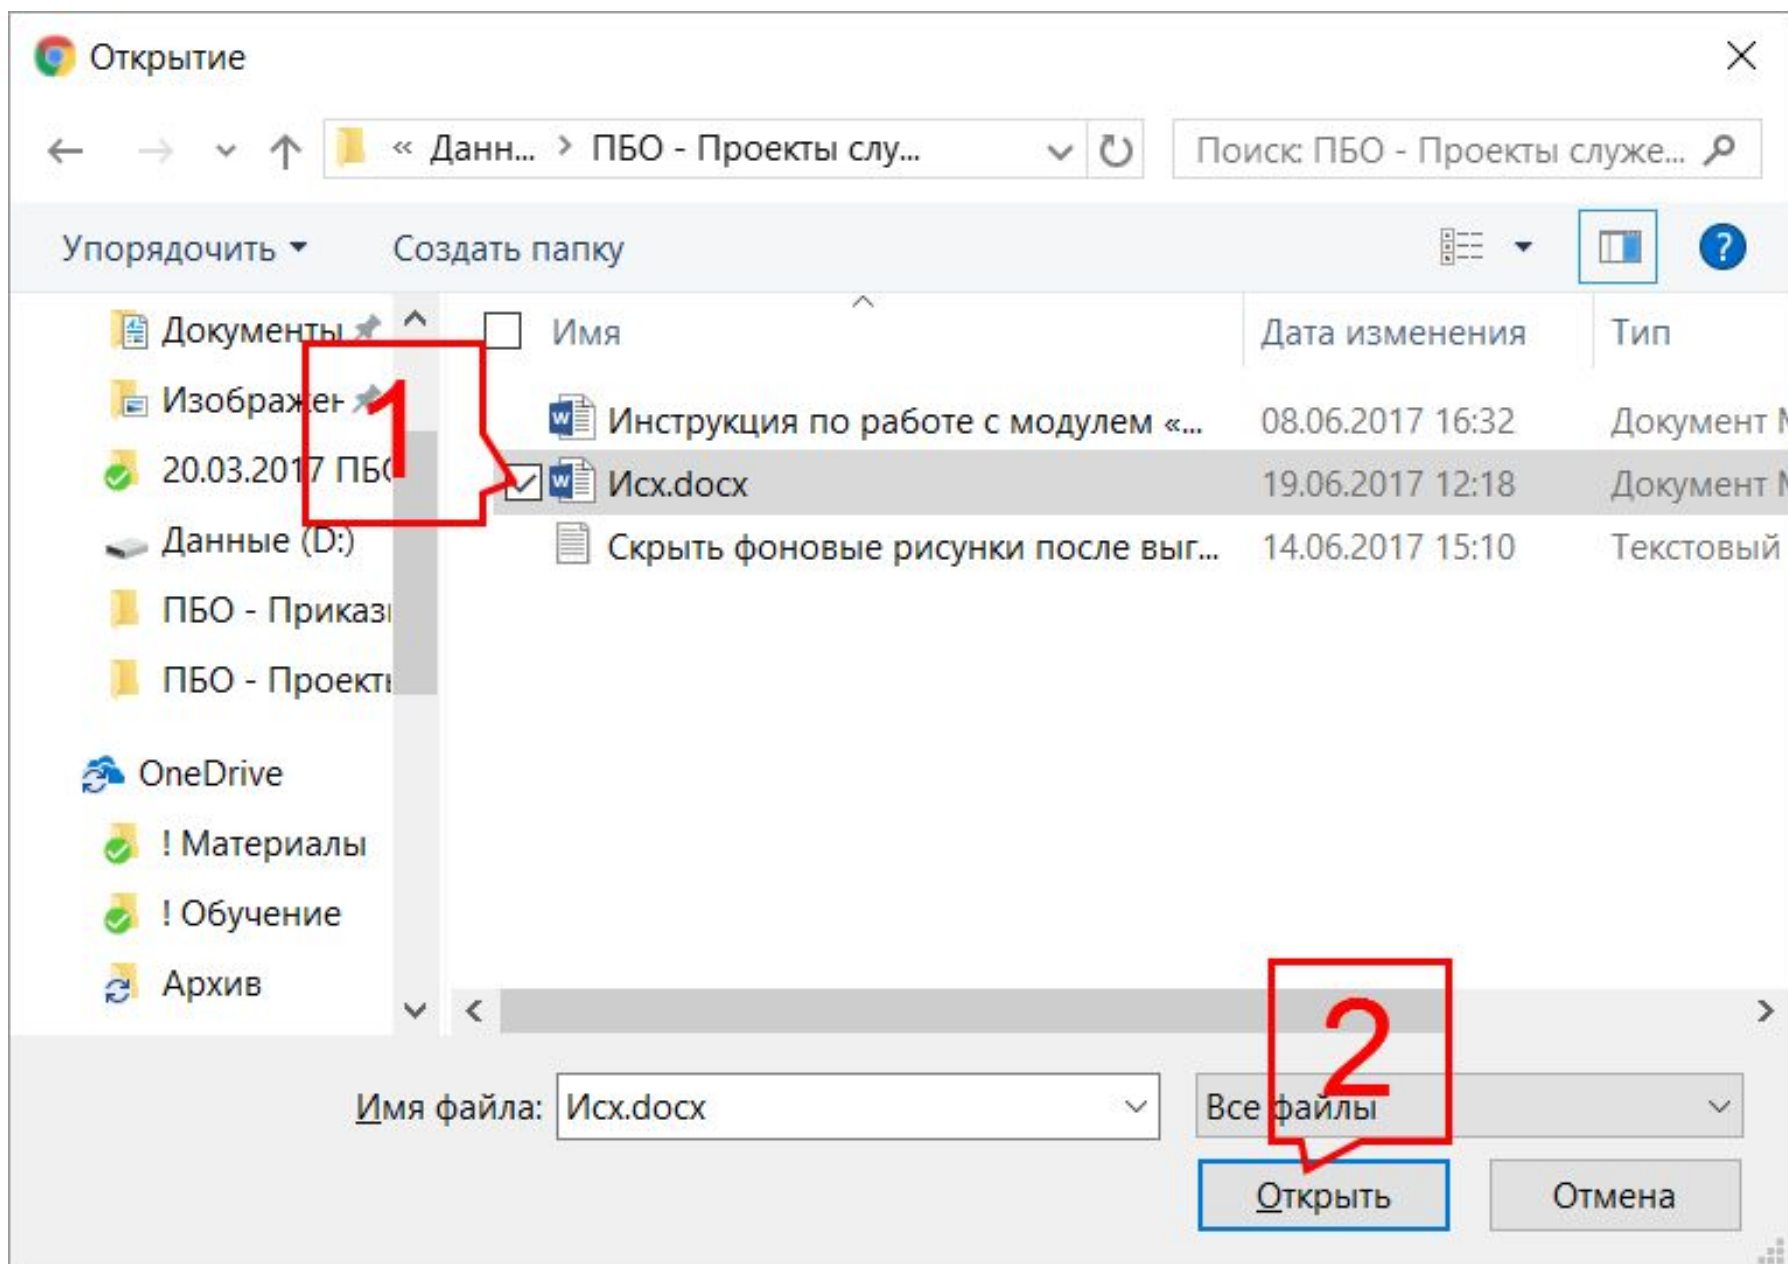 Открытие
« Данн... > ПБО - Проекты слу...
Поиск: ПБО - Проекты служе...
Упорядочить
Создать папку
?
Имя
Дата изменения
Тип
Документы
Изображен
20.03.2017 ПБО
Данные (D:)
ПБО - Приказы
ПБО - Проекты
OneDrive
! Материалы
! Обучение
Архив
1
Инструкция по работе с модулем «... 08.06.2017 16:32 Документ M
Исх.docx 19.06.2017 12:18 Документ M
Скрыть фоновые рисунки после выг... 14.06.2017 15:10 Текстовый
2
Имя файла: Исх.docx
Все файлы
Открыть
Отмена